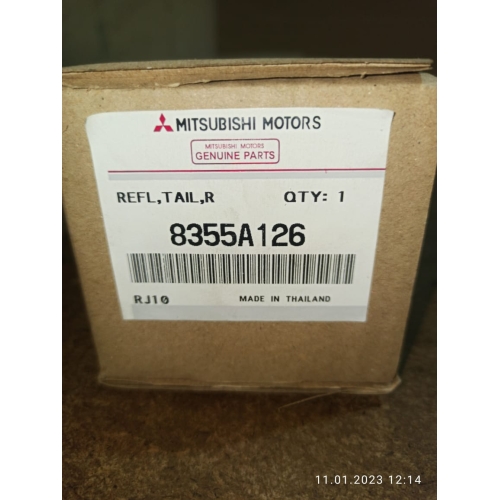 MITSUBISHI MOTORS
MITSUBISHI MOTORS
GENUINE PARTS
REFL,TAIL,R QTY: 1
8355A126
RJ10 MADE IN THAILAND
11.01.2023 12:14